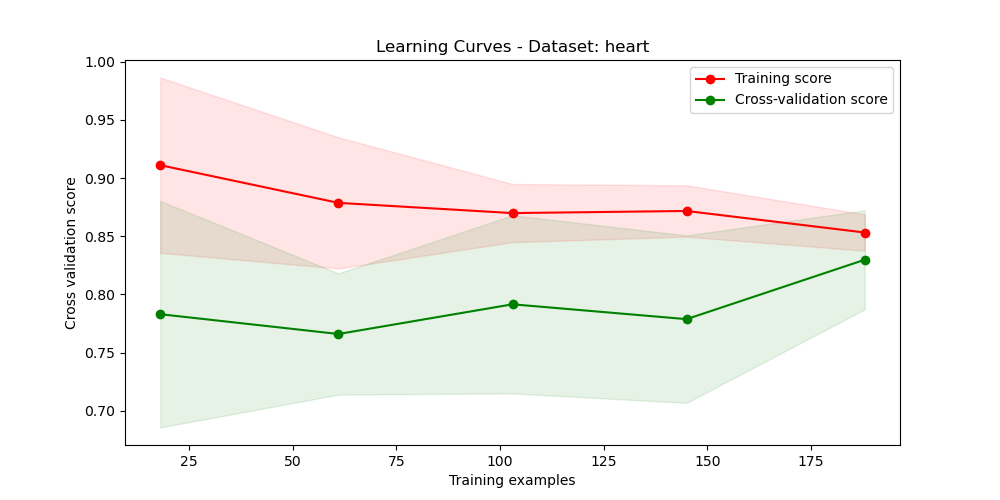 Learning Curves - Dataset: heart
Training score
Cross-validation score
Cross validation score
1.00
0.95
0.90
0.85
0.80
0.75
0.70
25 50 75 100 125 150 175
Training examples